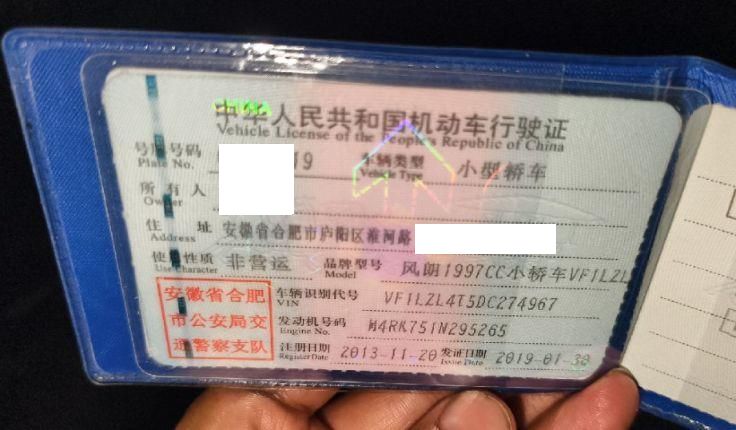 CHINA
中华人民共和国机动车行驶证
Vehicle License of the People's Republic of China
号牌号码 9 车辆类型 小型轿车
Plate No. Vehicle Type
所有人
Owner
住 址 安徽省合肥市庐阳区淮河路
Address
使用性质 非营运 品牌型号 风朗1997CC小轿车VF1LZL
Use Character Model
安徽省合肥市公安局交通警察支队
车辆识别代号 VF1LZL4T5DC274967
VIN
发动机号码 M4RK751N295265
Engine No.
注册日期 2013-11-20 发证日期 2019-01-30
Register Date Issue Date